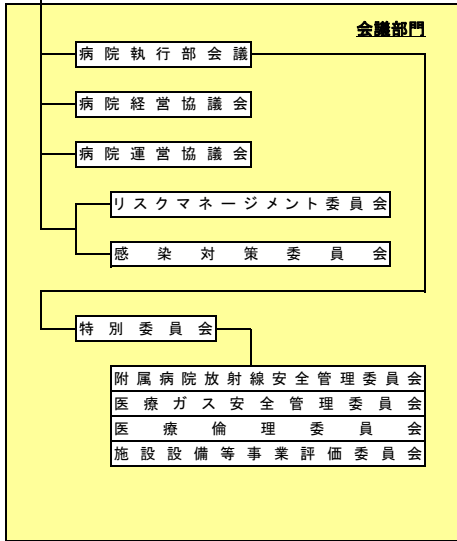 会議部門
病院執行部会議
病院経営協議会
病院運営協議会
リスクマネージメント委員会
感染対策委員会
特別委員会
附属病院放射線安全管理委員会
医療ガス安全管理委員会
医療倫理委員会
施設設備等事業評価委員会